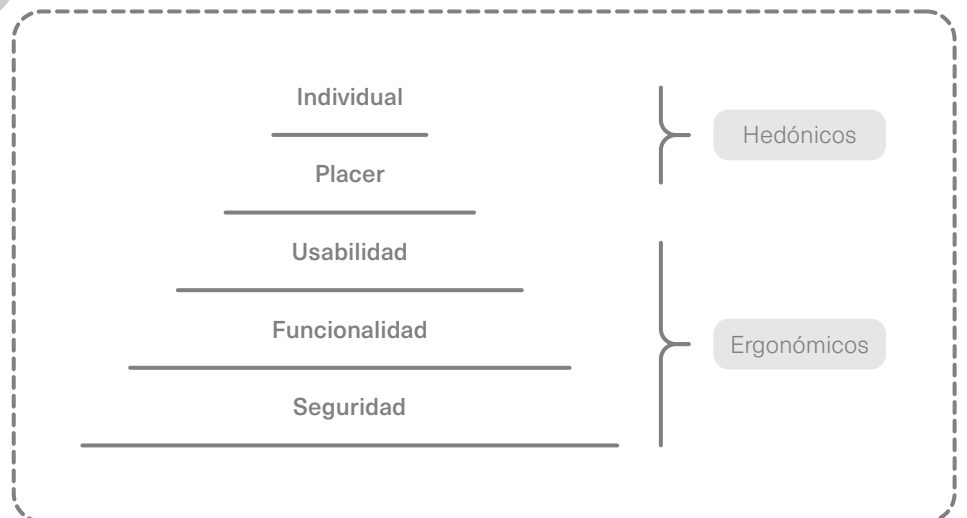 Individual
Hedónicos
Placer
Usabilidad
Funcionalidad
Ergonómicos
Seguridad